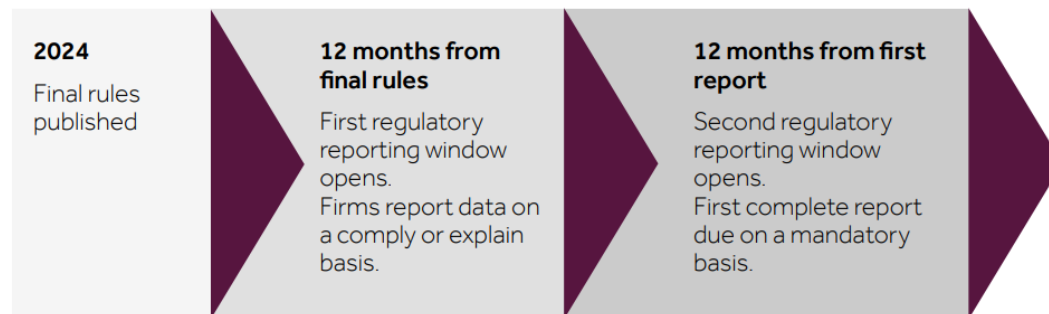 2024
Final rules
published
12 months from
final rules
First regulatory
reporting window
opens.
Firms report data on
a comply or explain
basis.
12 months from first
report
Second regulatory
reporting window
opens.
First complete report
due on a mandatory
basis.